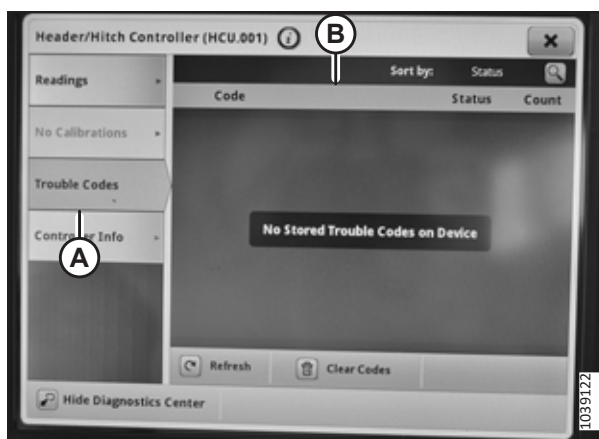 Header/Hitch Controller (HCU.001)
B
Readings
Sort by: Status
Code Status Count
No Calibrations
Trouble Codes
No Stored Trouble Codes on Device
Info
A
Refresh Clear Codes
Hide Diagnostics Center
1039122